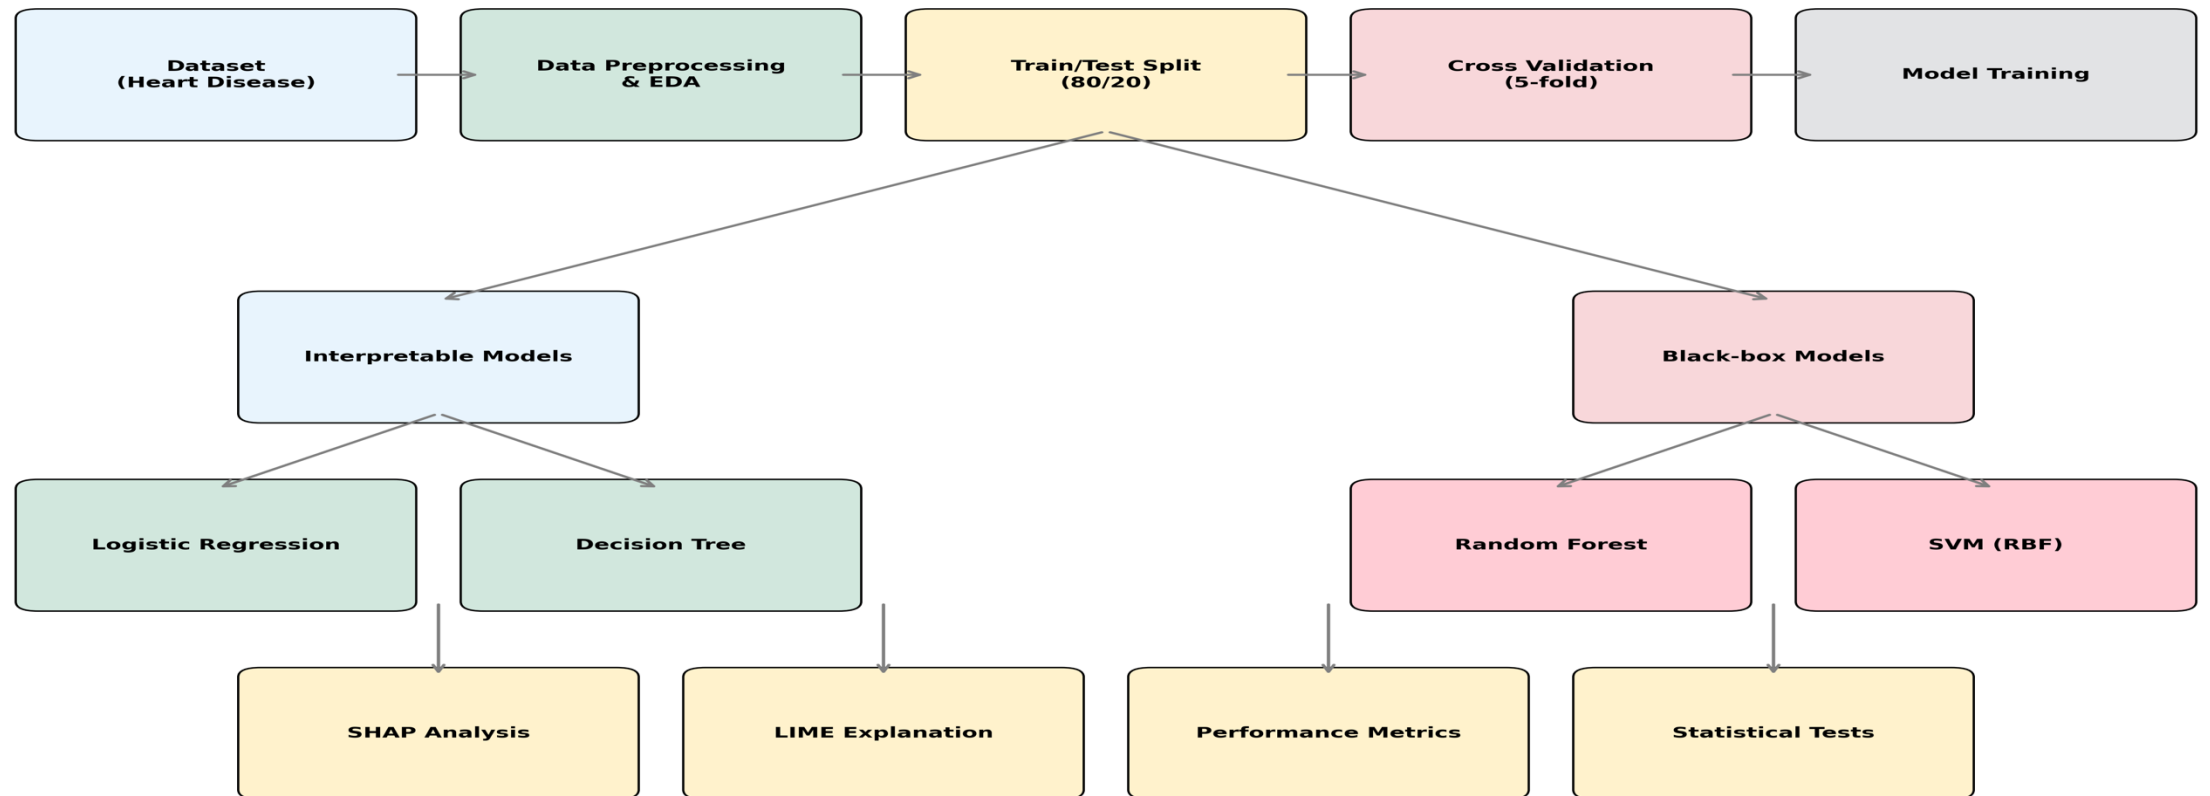 Dataset
(Heart Disease)
Data Preprocessing
& EDA
Train/Test Split
(80/20)
Cross Validation
(5-fold)
Model Training
Interpretable Models
Black-box Models
Logistic Regression
Decision Tree
Random Forest
SVM (RBF)
SHAP Analysis
LIME Explanation
Performance Metrics
Statistical Tests